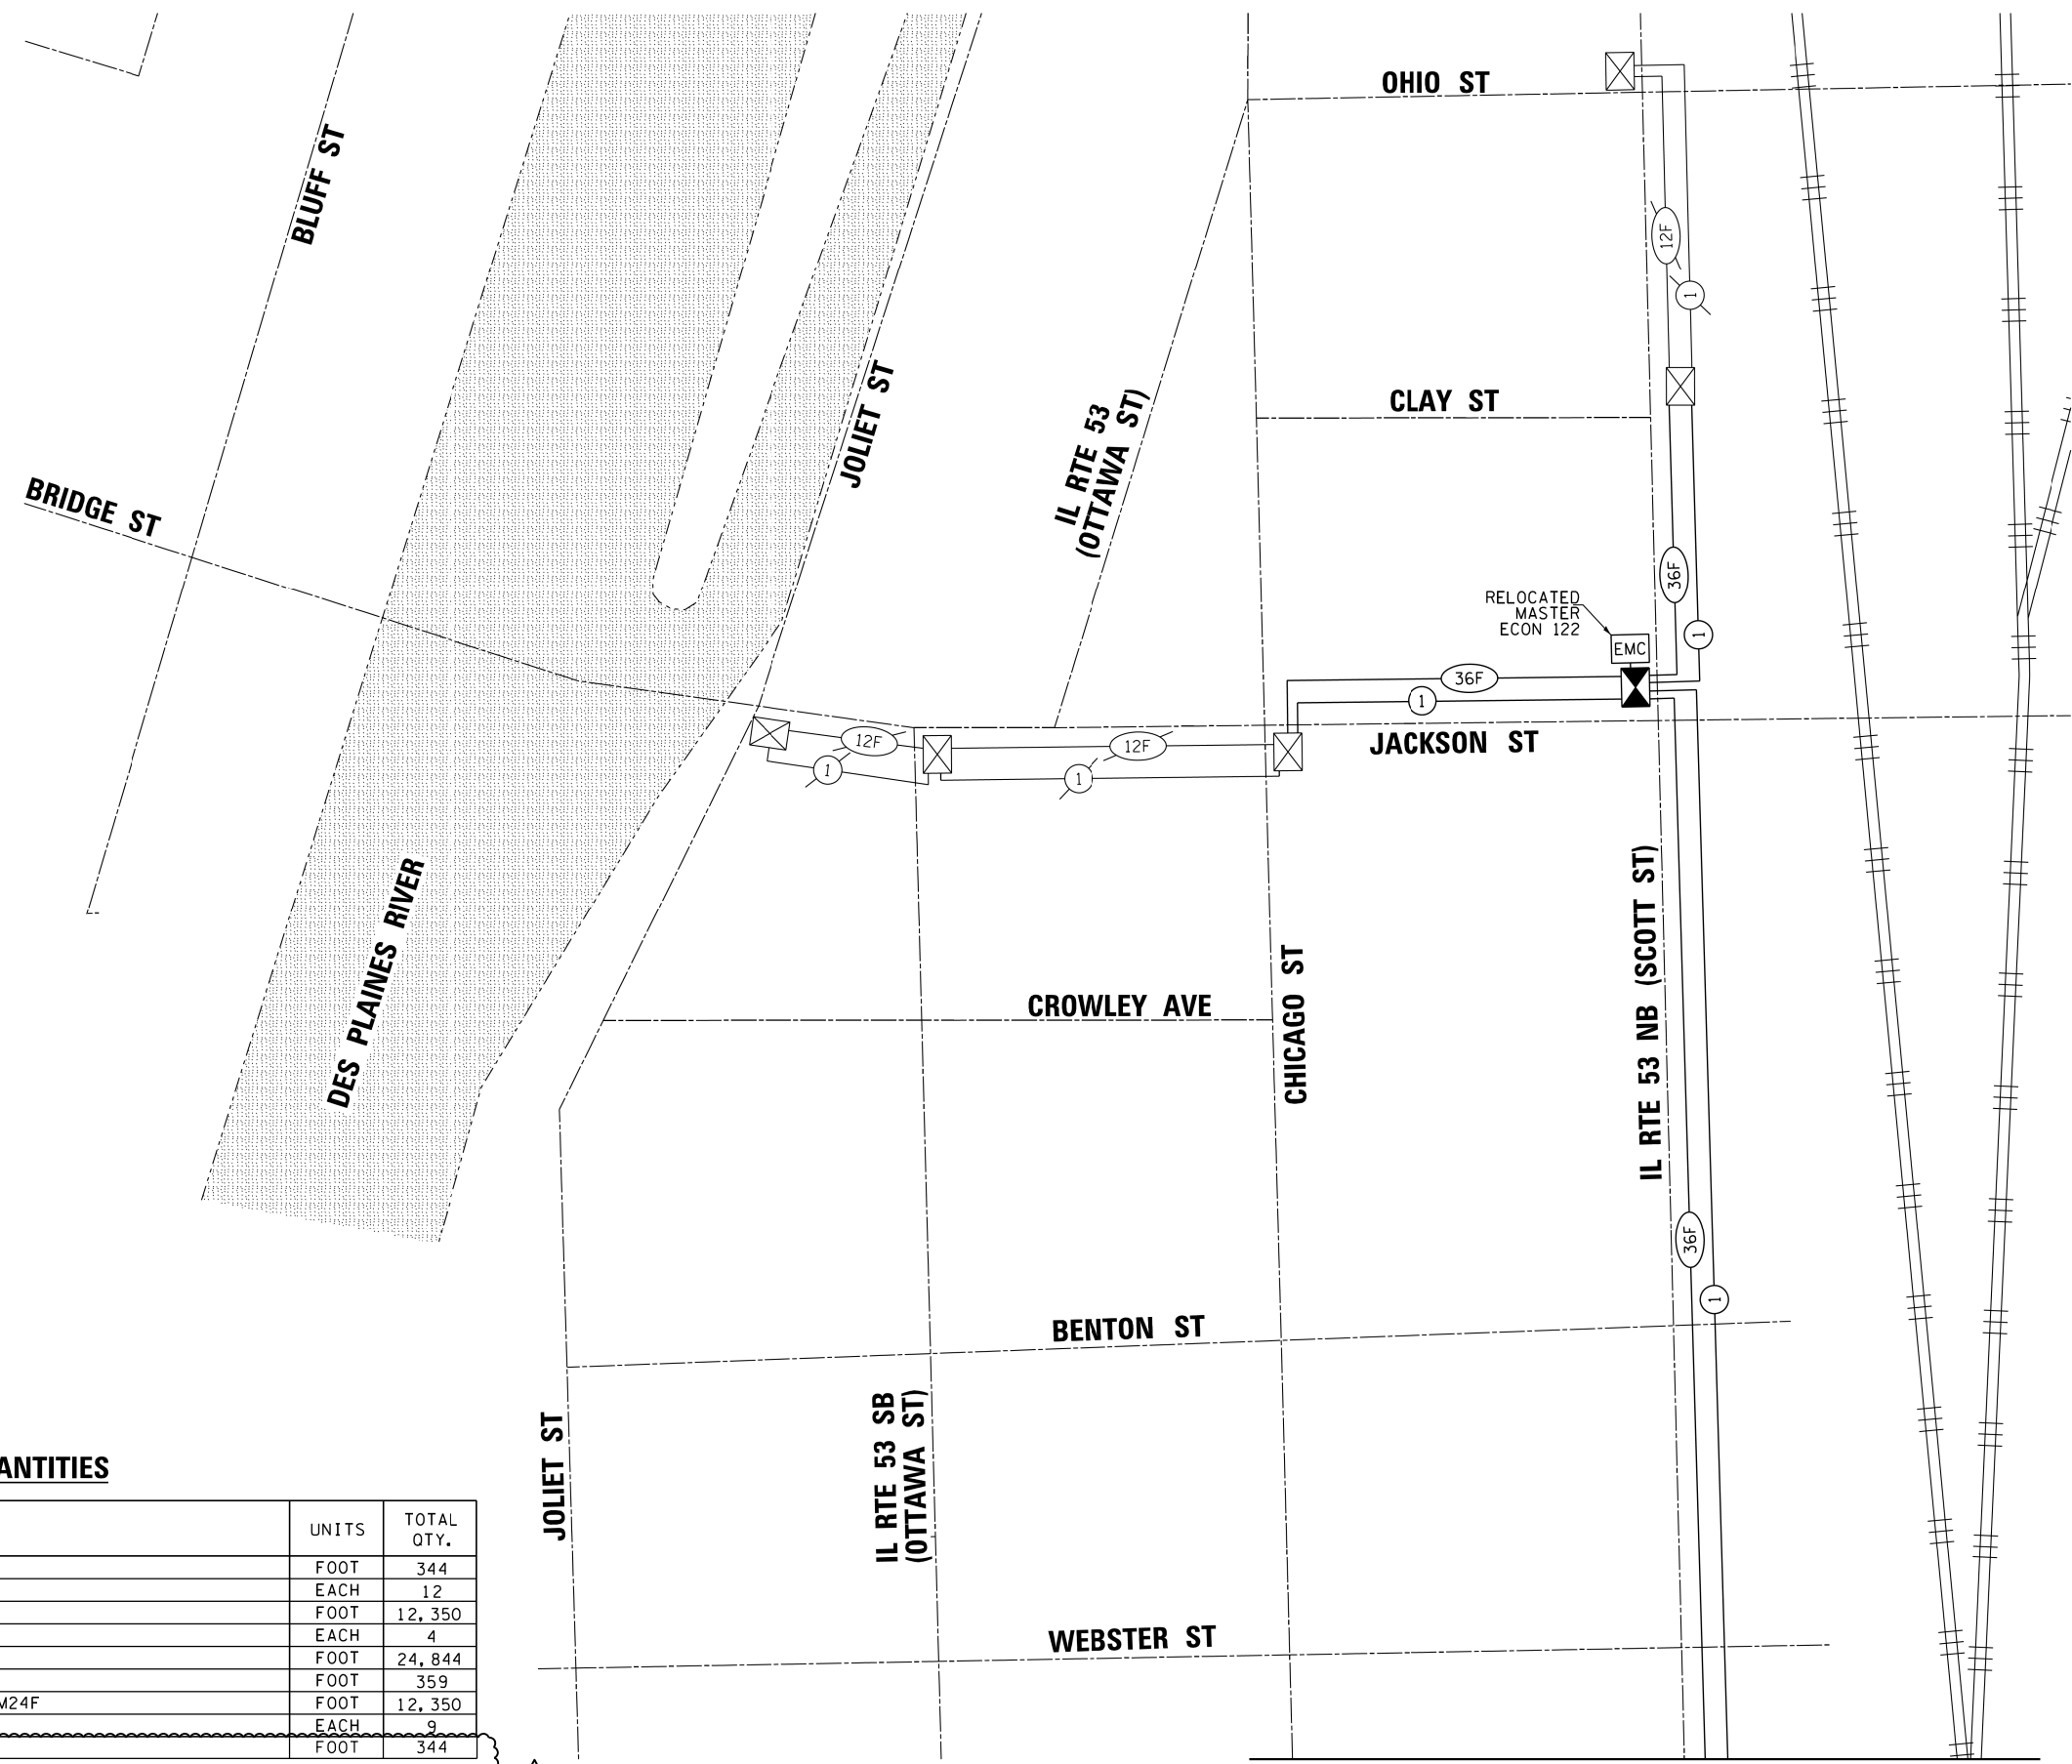 OHIO ST
BLUFF ST
12F
1
JOLIET ST
IL RTE 53
(OTTAWA ST)
CLAY ST
BRIDGE ST
36F
1
RELOCATED
MASTER
ECON 122
EMC
36F
1
12F
1
12F
1
JACKSON ST
DES PLAINES RIVER
IL RTE 53 NB (SCOTT ST)
CROWLEY AVE
CHICAGO ST
36F
1
BENTON ST
JOLIET ST
IL RTE 53 SB
(OTTAWA ST)
WEBSTER ST
ANTITIES
UNITS TOTAL QTY.
FOOT 344
EACH 12
FOOT 12,350
EACH 4
FOOT 24,844
FOOT 359
M24F FOOT 12,350
EACH 9
FOOT 344